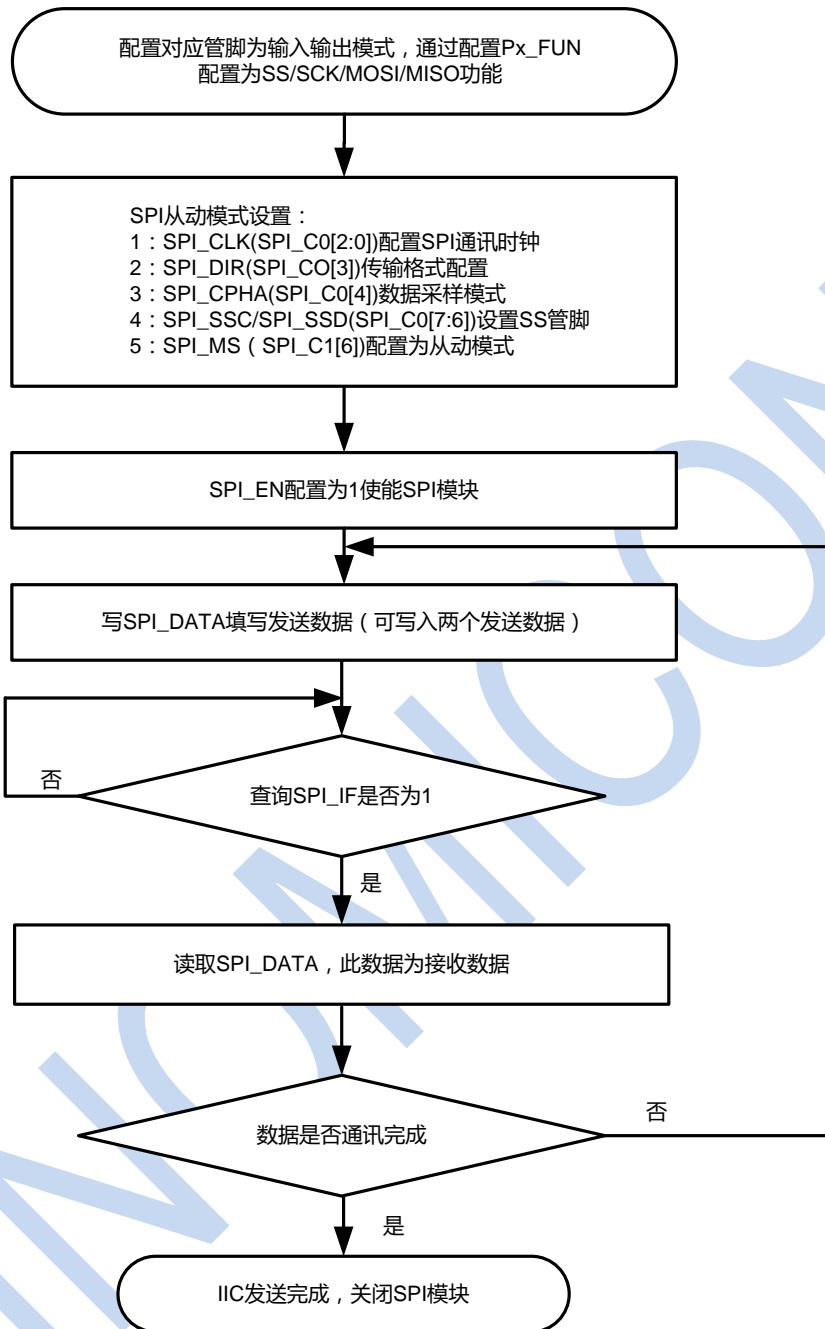 配置对应管脚为输入输出模式，通过配置Px_FUN
配置为SS/SCK/MOSI/MISO功能
SPI从动模式设置：
1：SPI_CLK(SPI_C0[2:0])配置SPI通讯时钟
2：SPI_DIR(SPI_CO[3])传输格式配置
3：SPI_CPHA(SPI_C0[4])数据采样模式
4：SPI_SSC/SPI_SSD(SPI_C0[7:6])设置SS管脚
5：SPI_MS（SPI_C1[6])配置为从动模式
SPI_EN配置为1使能SPI模块
写SPI_DATA填写发送数据（可写入两个发送数据）
否
查询SPI_IF是否为1
是
读取SPI_DATA，此数据为接收数据
否
数据是否通讯完成
是
IIC发送完成，关闭SPI模块